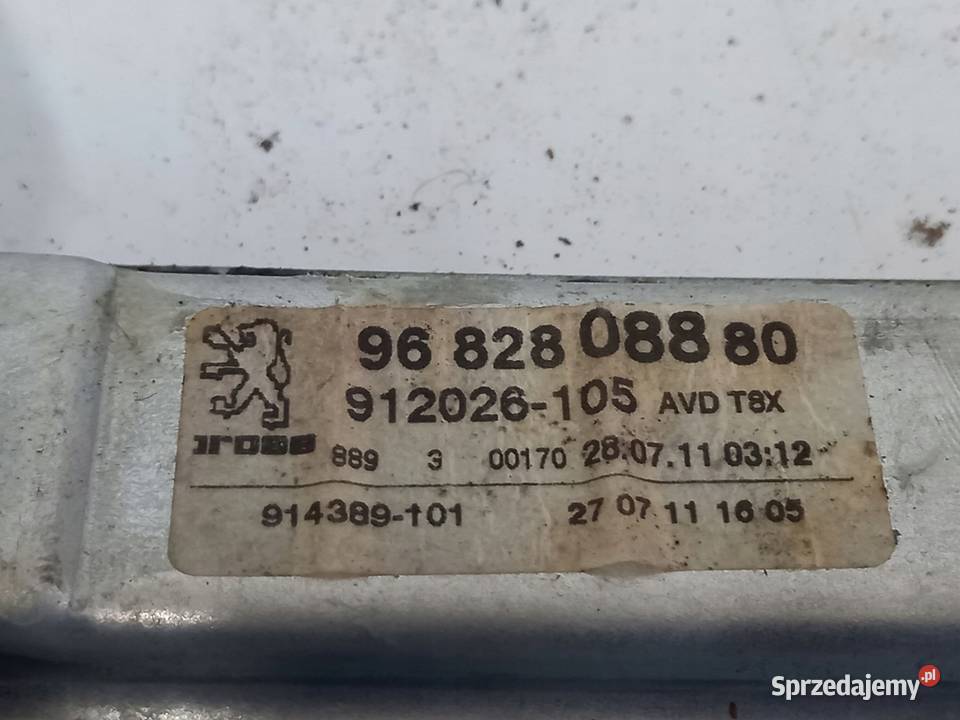 96 828 088 80
912026-105 AVD T8X
889 3 00170 28.07.11 03:12
914389-101 27 07 11 16 05
Sprzedajemy.pl